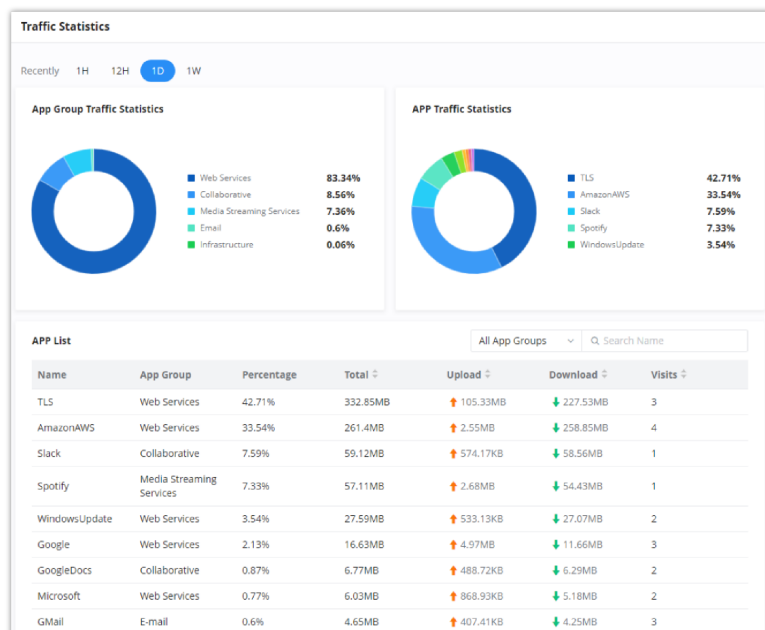 Traffic Statistics
Recently 1H 12H 1D 1W
App Group Traffic Statistics
Web Services 83.34%
Collaborative 8.56%
Media Streaming Services 7.36%
Email 0.6%
Infrastructure 0.06%
APP Traffic Statistics
TLS 42.71%
AmazonAWS 33.54%
Slack 7.59%
Spotify 7.33%
WindowsUpdate 3.54%
APP List
All App Groups
Search Name
Name App Group Percentage Total Upload Download Visits
TLS Web Services 42.71% 332.85MB 105.33MB 227.53MB 3
AmazonAWS Web Services 33.54% 261.4MB 2.55MB 258.85MB 4
Slack Collaborative 7.59% 59.12MB 574.17KB 58.56MB 1
Spotify Media Streaming Services 7.33% 57.11MB 2.68MB 54.43MB 1
WindowsUpdate Web Services 3.54% 27.59MB 533.13KB 27.07MB 2
Google Web Services 2.13% 16.63MB 4.97MB 11.66MB 3
GoogleDocs Collaborative 0.87% 6.77MB 488.72KB 6.29MB 2
Microsoft Web Services 0.77% 6.03MB 868.93KB 5.18MB 2
GMail E-mail 0.6% 4.65MB 407.41KB 4.25MB 3